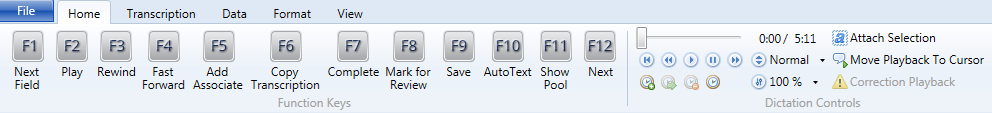 File Home Transcription Data Format View
F1 F2 F3 F4 F5 F6 F7 F8 F9 F10 F11 F12
Next Field Play Rewind Fast Forward Add Associate Copy Transcription Complete Mark for Review Save AutoText Show Pool Next
Function Keys
0:00 / 5:11 Attach Selection
Normal Move Playback To Cursor
100 % Correction Playback
Dictation Controls